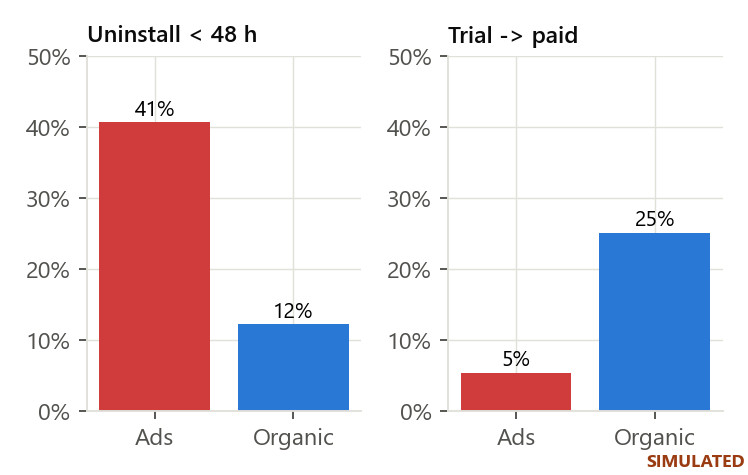 Uninstall < 48 h
50%
40%
30%
20%
10%
0%
41%
12%
Ads
Organic
Trial -> paid
50%
40%
30%
20%
10%
0%
5%
25%
Ads
Organic
SIMULATED